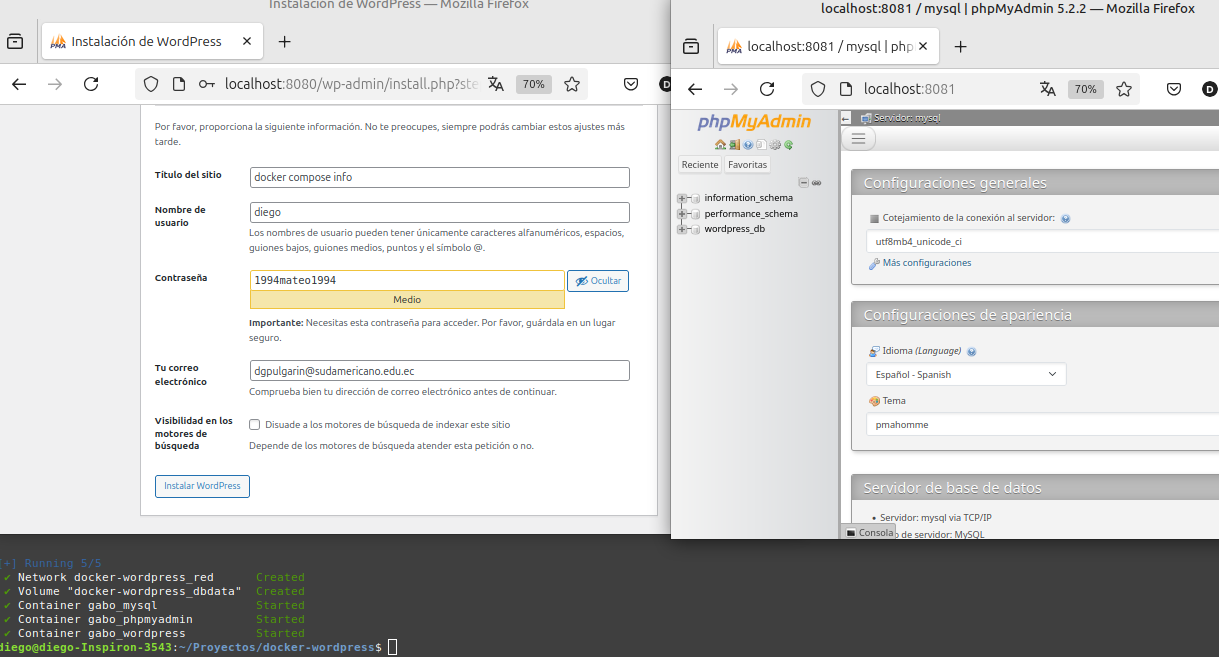 Instalación de WordPress — Mozilla Firefox
Instalación de WordPress
localhost:8080/wp-admin/install.php?ste
70%
Por favor, proporciona la siguiente información. No te preocupes, siempre podrás cambiar estos ajustes más
tarde.
Título del sitio
docker compose info
Nombre de
usuario
diego
Los nombres de usuario pueden tener únicamente caracteres alfanuméricos, espacios,
guiones bajos, guiones medios, puntos y el símbolo @.
Contraseña
1994mateo1994
Ocultar
Medio
Importante: Necesitas esta contraseña para acceder. Por favor, guárdala en un lugar
seguro.
Tu correo
electrónico
dgpulgarin@sudamericano.edu.ec
Comprueba bien tu dirección de correo electrónico antes de continuar.
Visibilidad en los
motores de
búsqueda
Disuade a los motores de búsqueda de indexar este sitio
Depende de los motores de búsqueda atender esta petición o no.
Instalar WordPress
localhost:8081 / mysql | phpMyAdmin 5.2.2 — Mozilla Firefox
localhost:8081 / mysql | php
localhost:8081
70%
D
phpMyAdmin
Reciente
Favoritas
information_schema
performance_schema
wordpress_db
Servidor: mysql
Configuraciones generales
Cotejamiento de la conexión al servidor:
utf8mb4_unicode_ci
Más configuraciones
Configuraciones de apariencia
Idioma (Language)
Español - Spanish
Tema
pmahomme
Servidor de base de datos
• Servidor: mysql via TCP/IP
Consola
o de servidor: MySQL
[+] Running 5/5
✔ Network docker-wordpress_red Created
✔ Volume "docker-wordpress_dbdata" Created
✔ Container gabo_mysql Started
✔ Container gabo_phpmyadmin Started
✔ Container gabo_wordpress Started
diego@diego-Inspiron-3543:~/Proyectos/docker-wordpress$